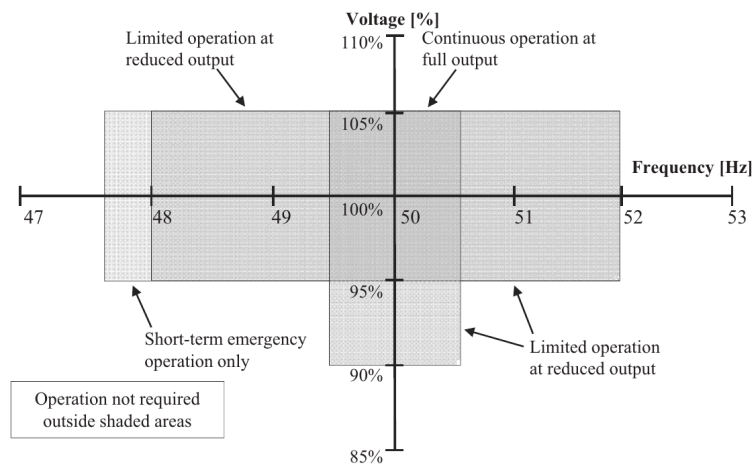 Voltage [%]
110%
Limited operation at
reduced output
Continuous operation at
full output
105%
Frequency [Hz]
100%
47
48
49
50
51
52
53
95%
Short-term emergency
operation only
Limited operation
at reduced output
90%
Operation not required
outside shaded areas
85%